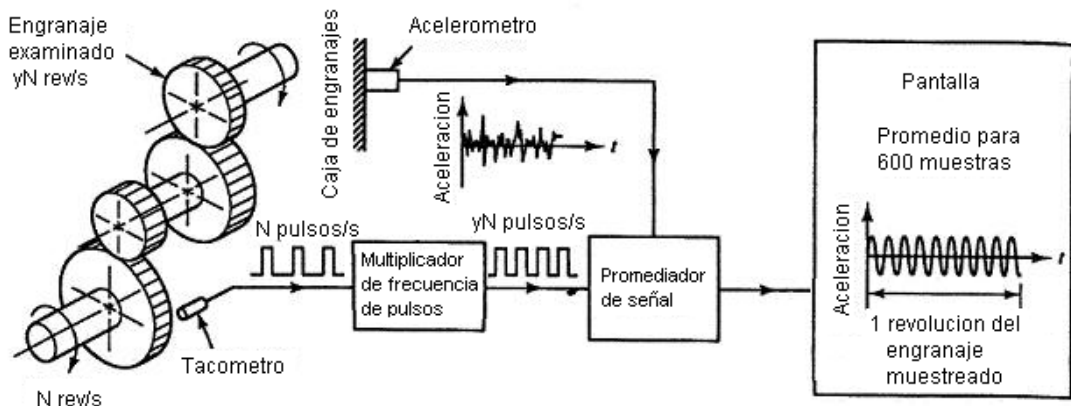 Engranaje
examinado
yN rev/s
Acelerometro
Caja de engranajes
Aceleracion
t
N pulsos/s
yN pulsos/s
Multiplicador
de frecuencia
de pulsos
Promediador
de señal
Tacometro
N rev/s
Pantalla
Promedio para
600 muestras
Aceleracion
t
1 revolucion del
engranaje
muestreado